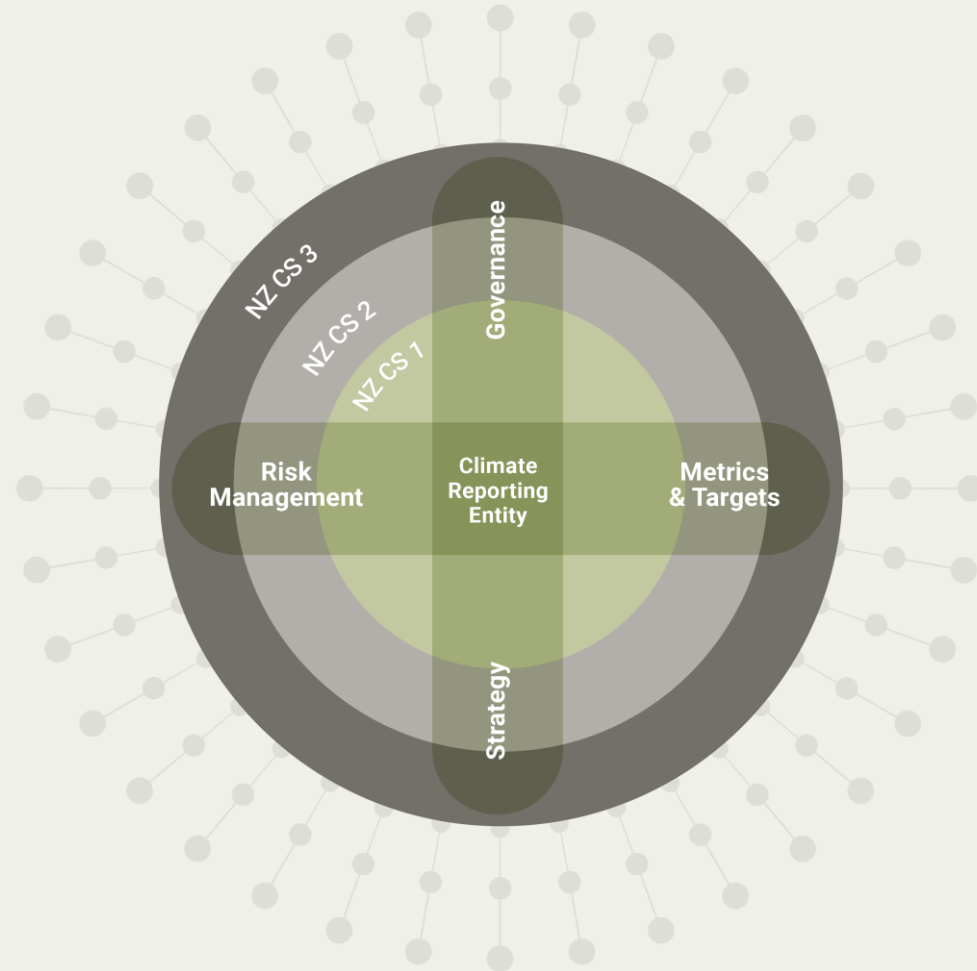 NZ CS 3
NZ CS 2
NZ CS 1
Governance
Risk
Management
Climate
Reporting
Entity
Metrics
& Targets
Strategy